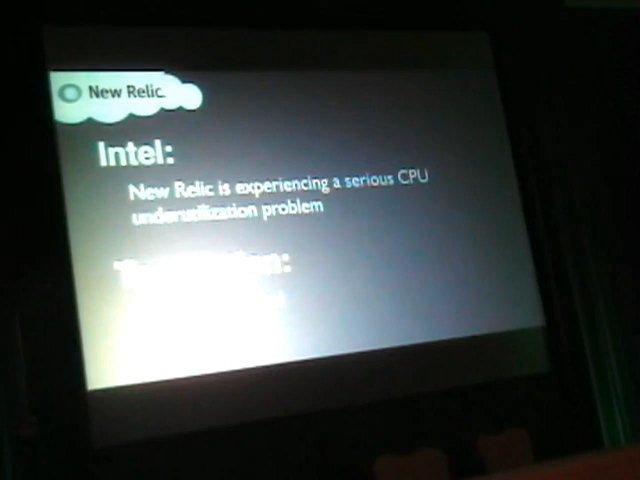 New Relic
Intel:
New Relic is experiencing a serious CPU
underutilization problem